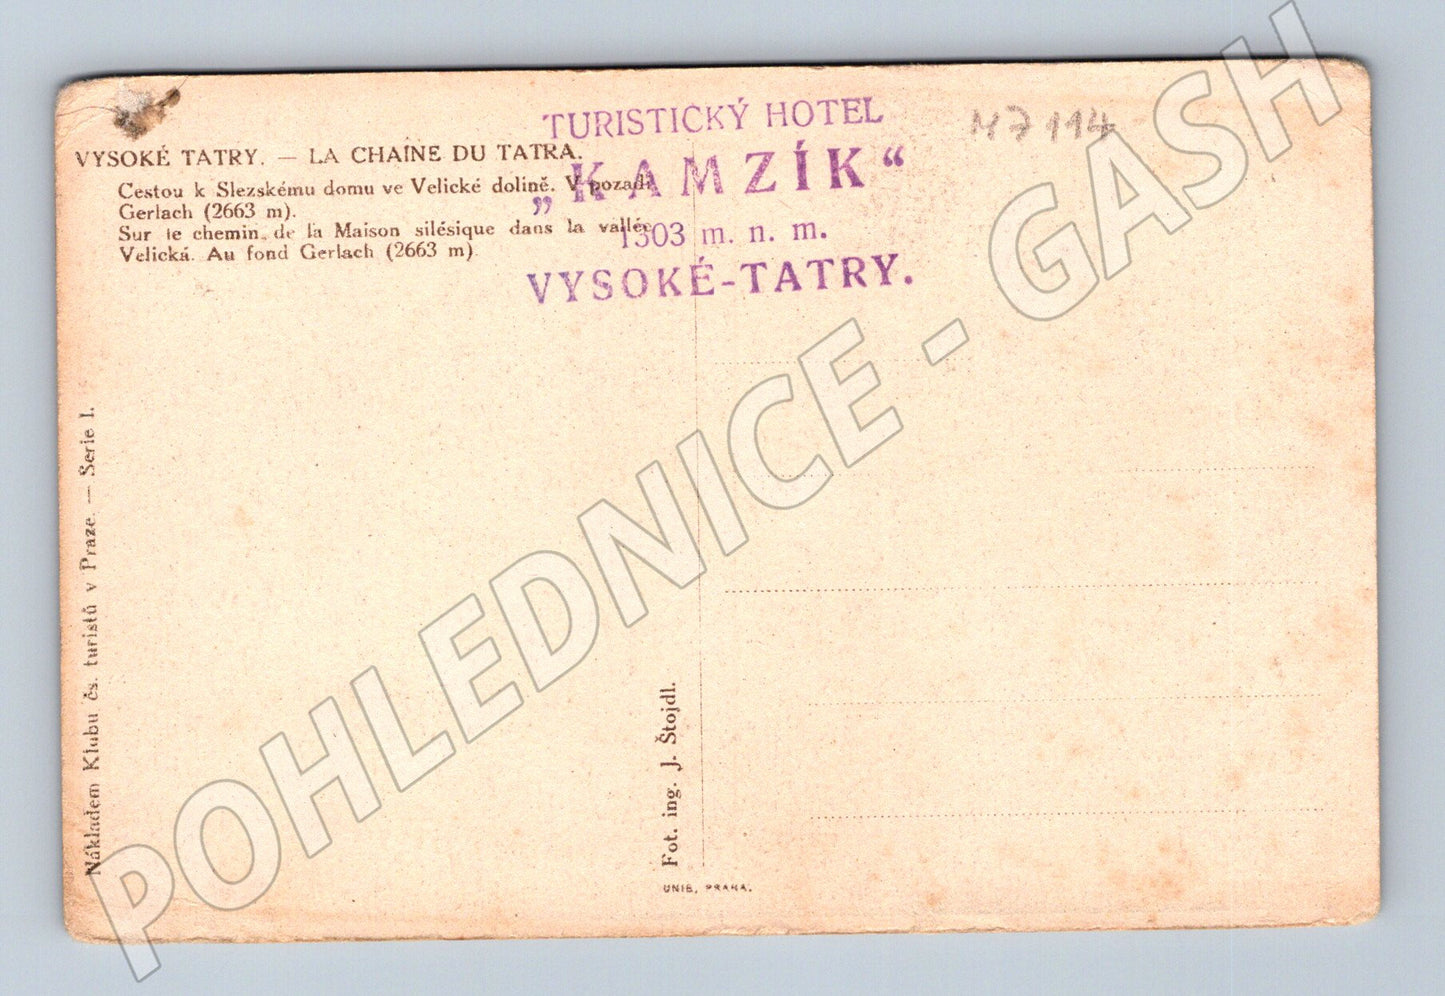 TURISTICKÝ HOTEL
„KAMZÍK“
1303 m. n. m.
VYSOKÉ-TATRY.
M7114
VYSOKÉ TATRY. — LA CHAÎNE DU TATRA.
Cestou k Slezskému domu ve Velické dolině. V pozadí
Gerlach (2663 m).
Sur le chemin de la Maison silésique dans la vallée
Velická. Au fond Gerlach (2663 m)
Nákladem Klubu čs. turistů v Praze. — Serie I.
Fot. ing. J. Štojdl.
UNIE, PRAHA.
POHLEDNICE - GASH